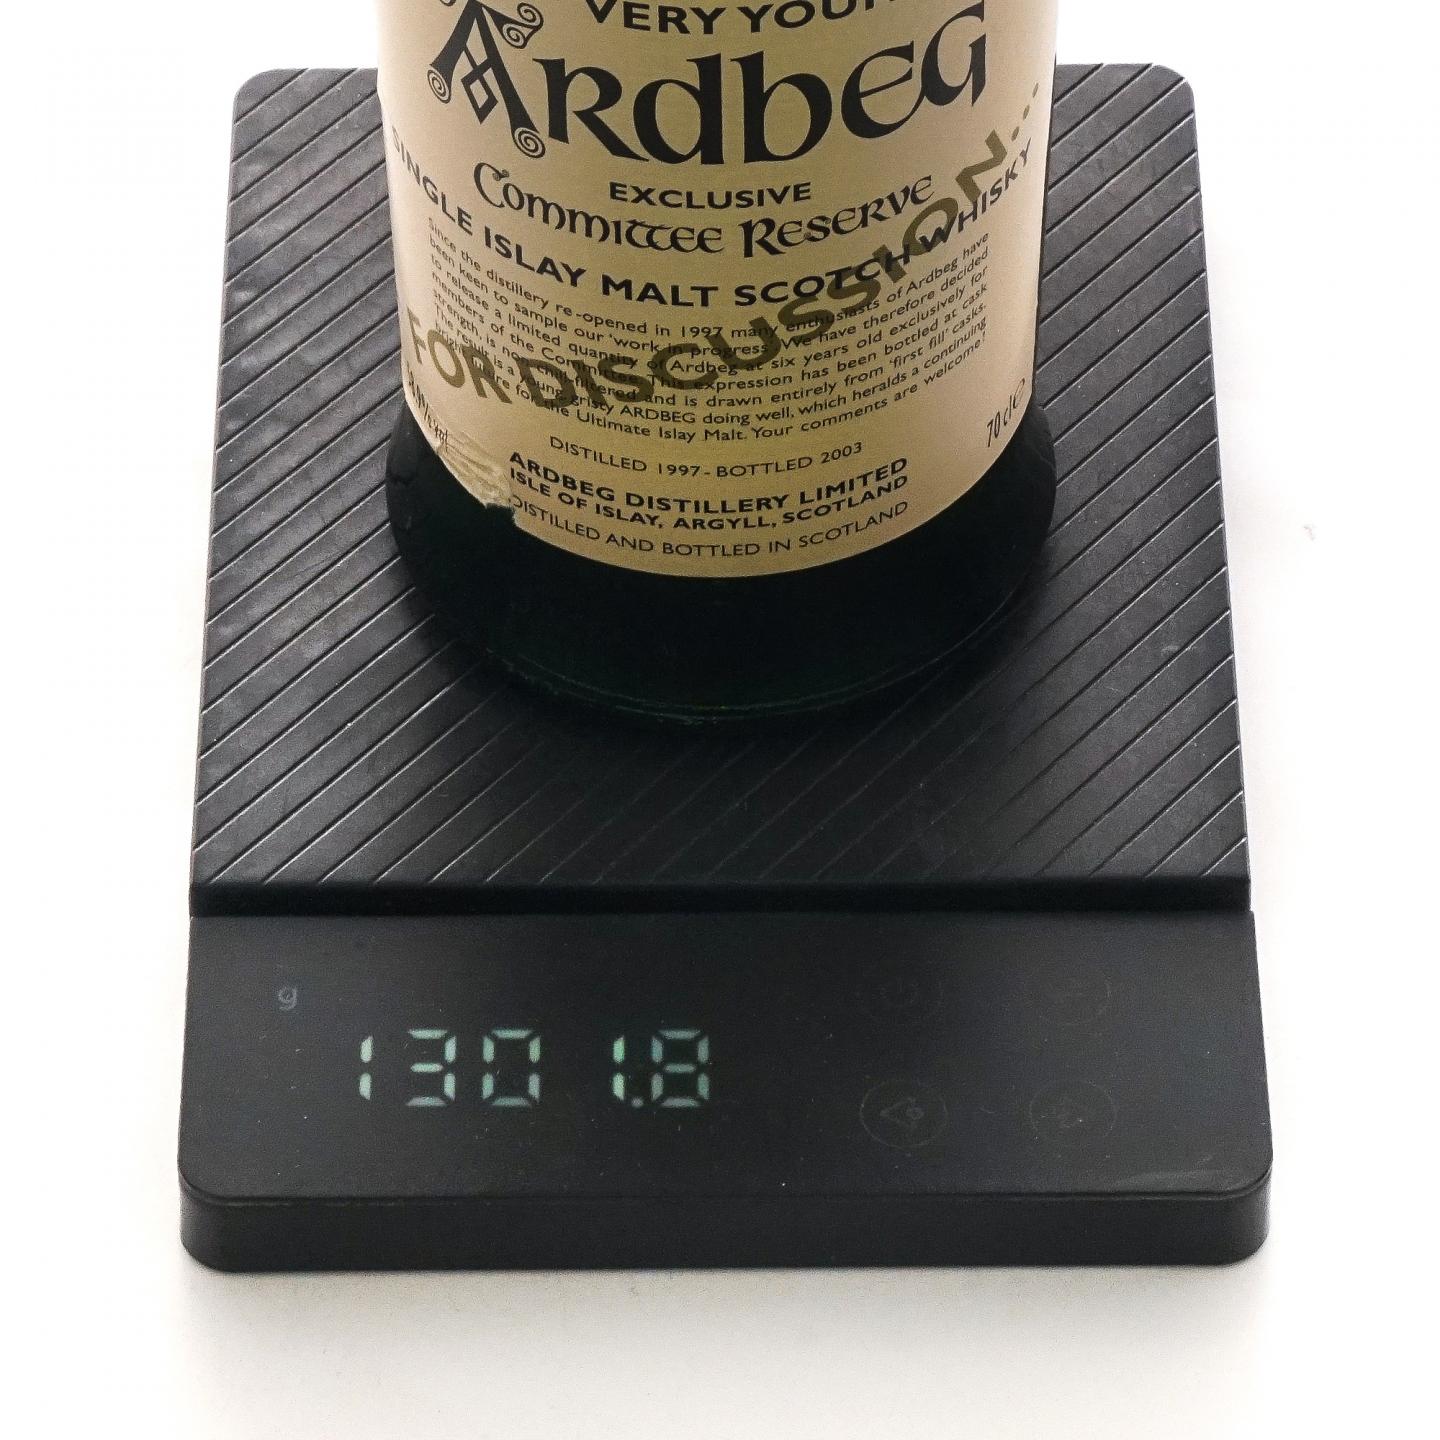 VERY YOUN
ARDBEG
EXCLUSIVE
COMMITTEE RESERVE
SINGLE ISLAY MALT SCOTCH WHISKY
Since the distillery re-opened in 1997 many enthusiasts of Ardbeg have
been keen to sample our 'work in progress'. We have therefore decided
to release a limited quantity of Ardbeg at six years old exclusively for
members of the Committee. This expression has been bottled at cask
strength, is non chill-filtered and is drawn entirely from 'first fill' casks.
The result is a young gristy ARDBEG doing well, which heralds a continuing
for the Ultimate Islay Malt. Your comments are welcome!
FOR DISCUSSION...
70cl e
DISTILLED 1997 - BOTTLED 2003
ARDBEG DISTILLERY LIMITED
ISLE OF ISLAY, ARGYLL, SCOTLAND
DISTILLED AND BOTTLED IN SCOTLAND
g
1301.8